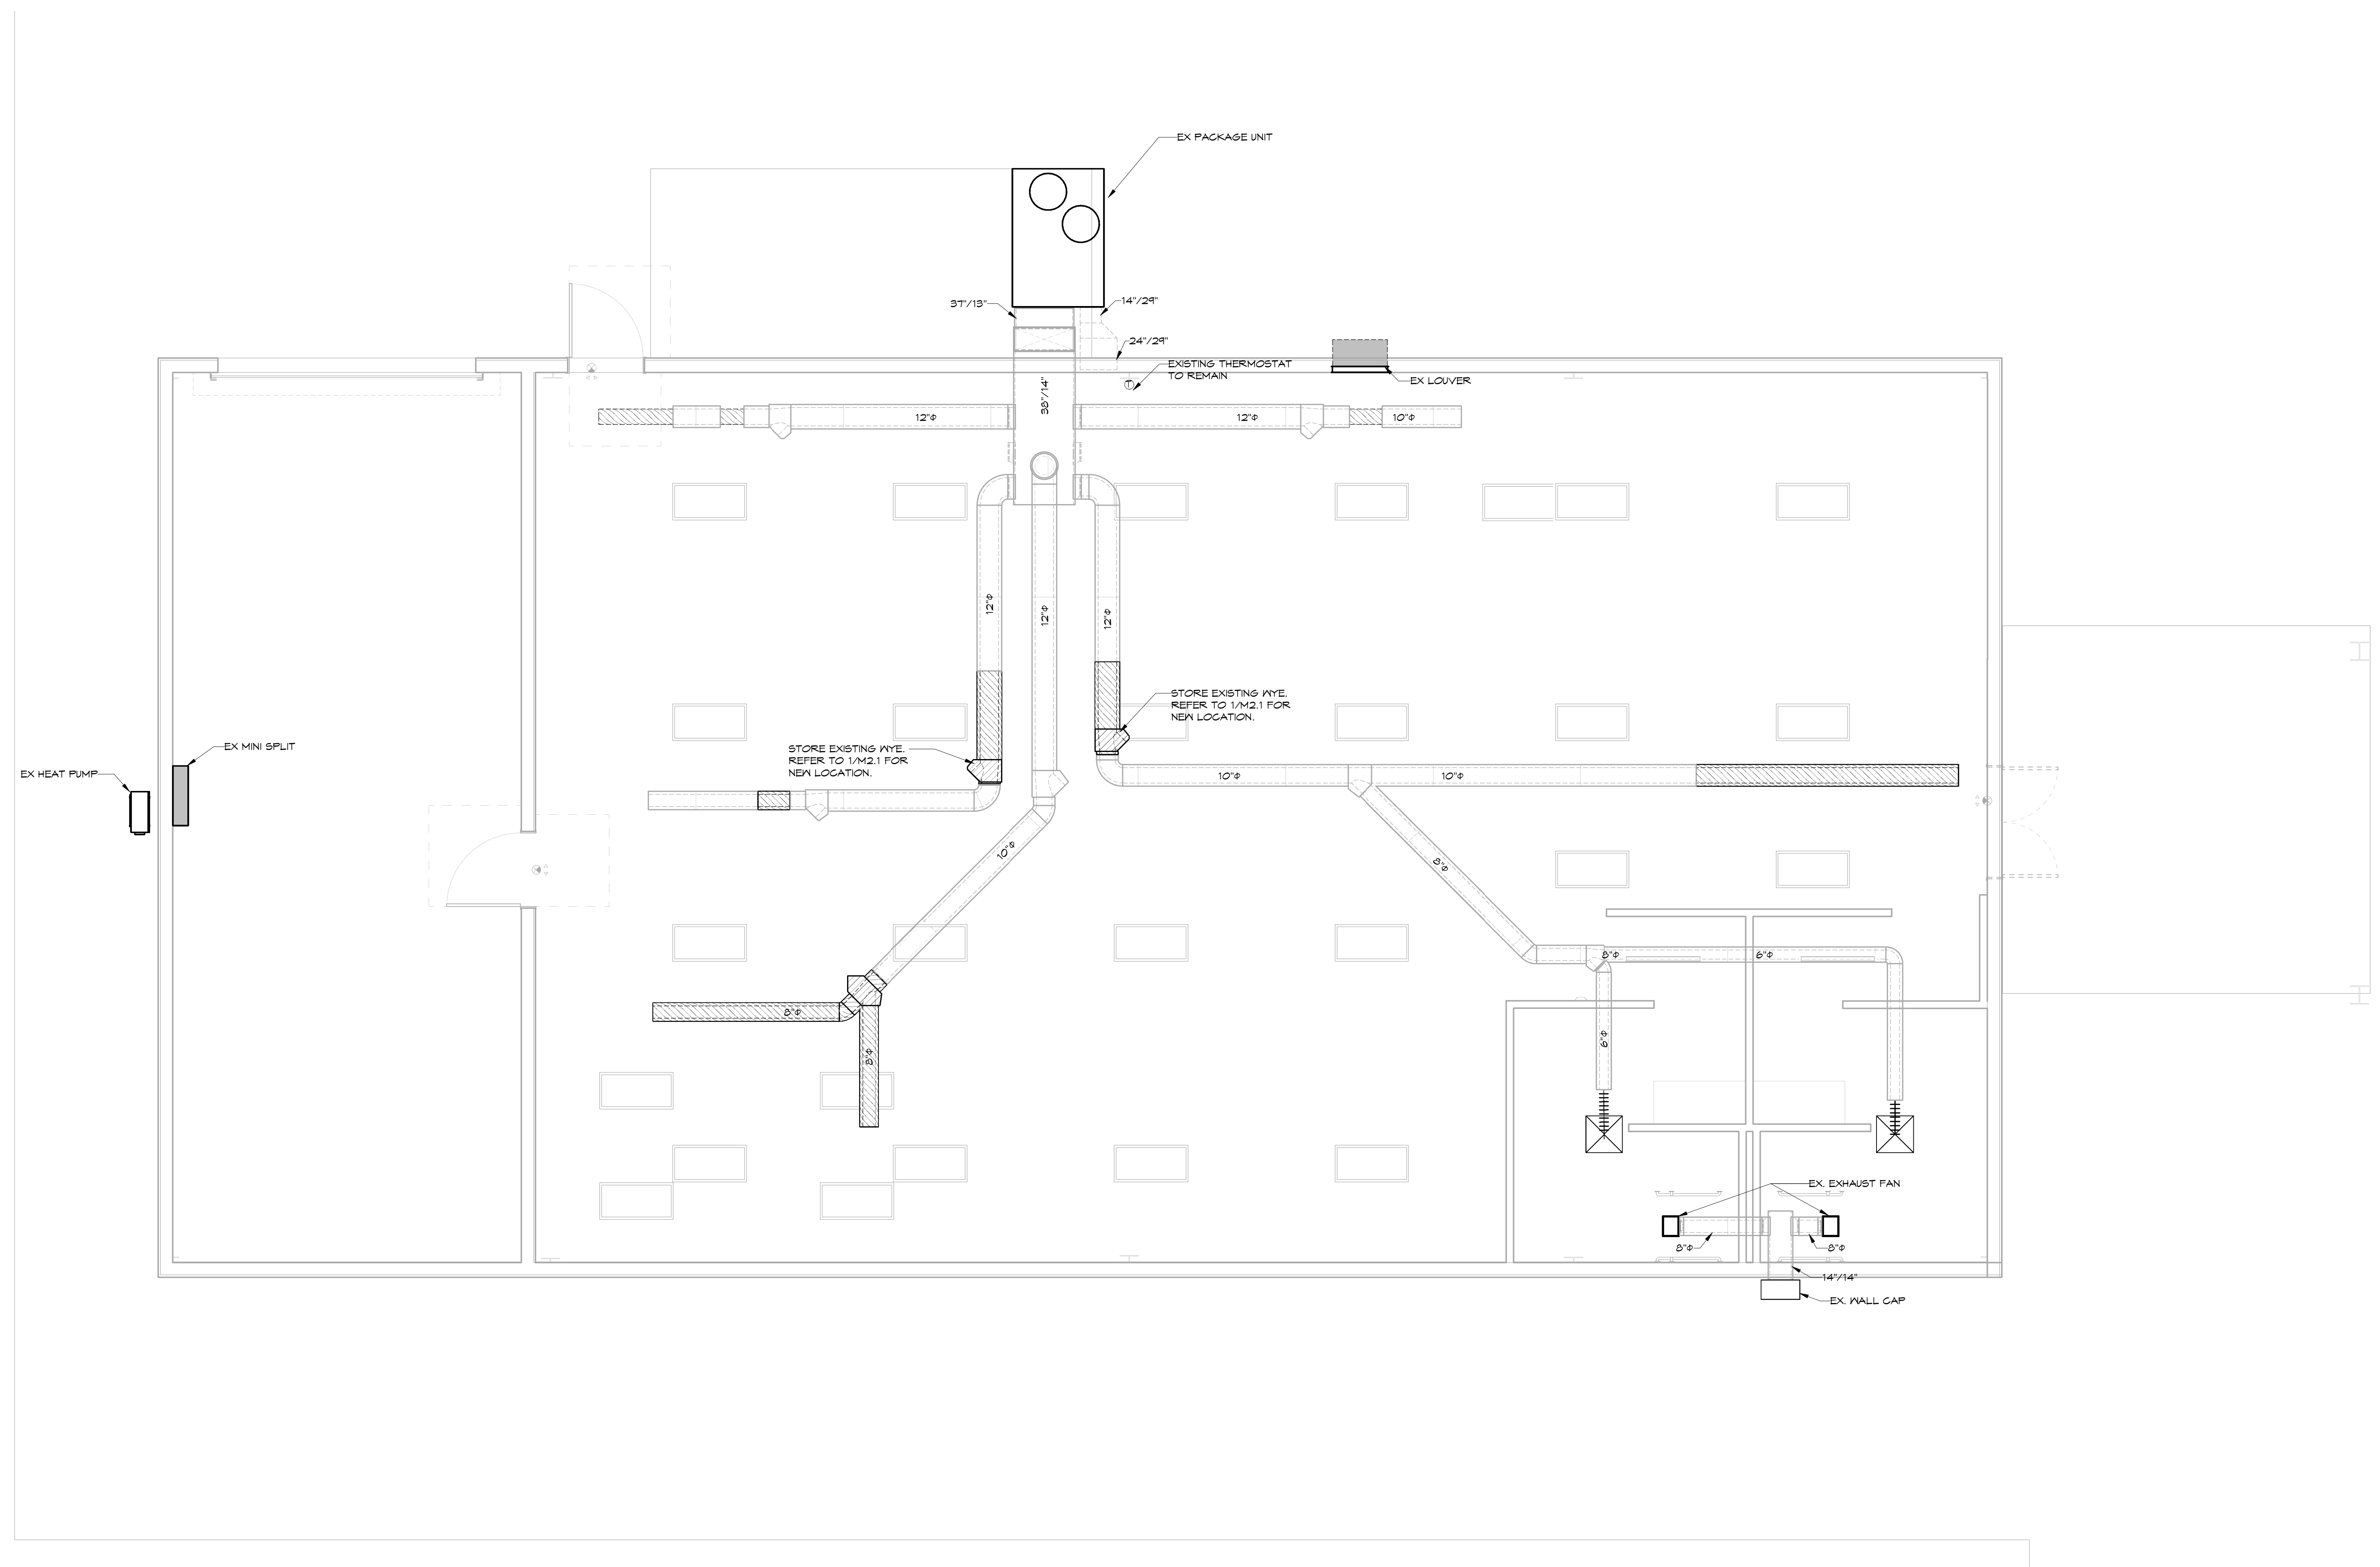 EX PACKAGE UNIT
37"/13"
14"/29"
24"/29"
EXISTING THERMOSTAT
TO REMAIN
T
EX LOUVER
38"/14"
12"Φ
12"Φ
10"Φ
12"Φ
12"Φ
12"Φ
STORE EXISTING WYE.
REFER TO 1/M2.1 FOR
NEW LOCATION.
STORE EXISTING WYE.
REFER TO 1/M2.1 FOR
NEW LOCATION.
EX MINI SPLIT
EX HEAT PUMP
10"Φ
10"Φ
10"Φ
8"Φ
8"Φ
6"Φ
8"Φ
6"Φ
8"Φ
EX. EXHAUST FAN
8"Φ
8"Φ
14"/14"
EX. WALL CAP